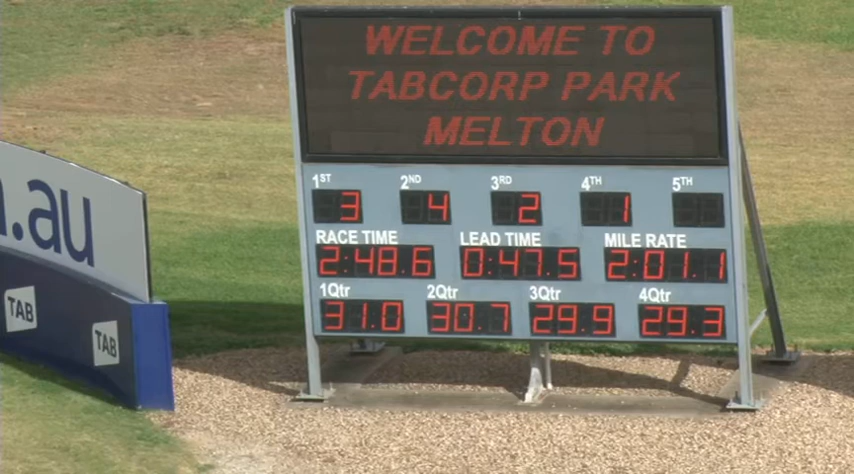 WELCOME TO
TABCORP PARK
MELTON
1ST 2ND 3RD 4TH 5TH
3 4 2 1
RACE TIME LEAD TIME MILE RATE
2:48.6 0:47.5 2:01.1
1Qtr 2Qtr 3Qtr 4Qtr
31.0 30.7 29.9 29.3
.au
TAB
TAB